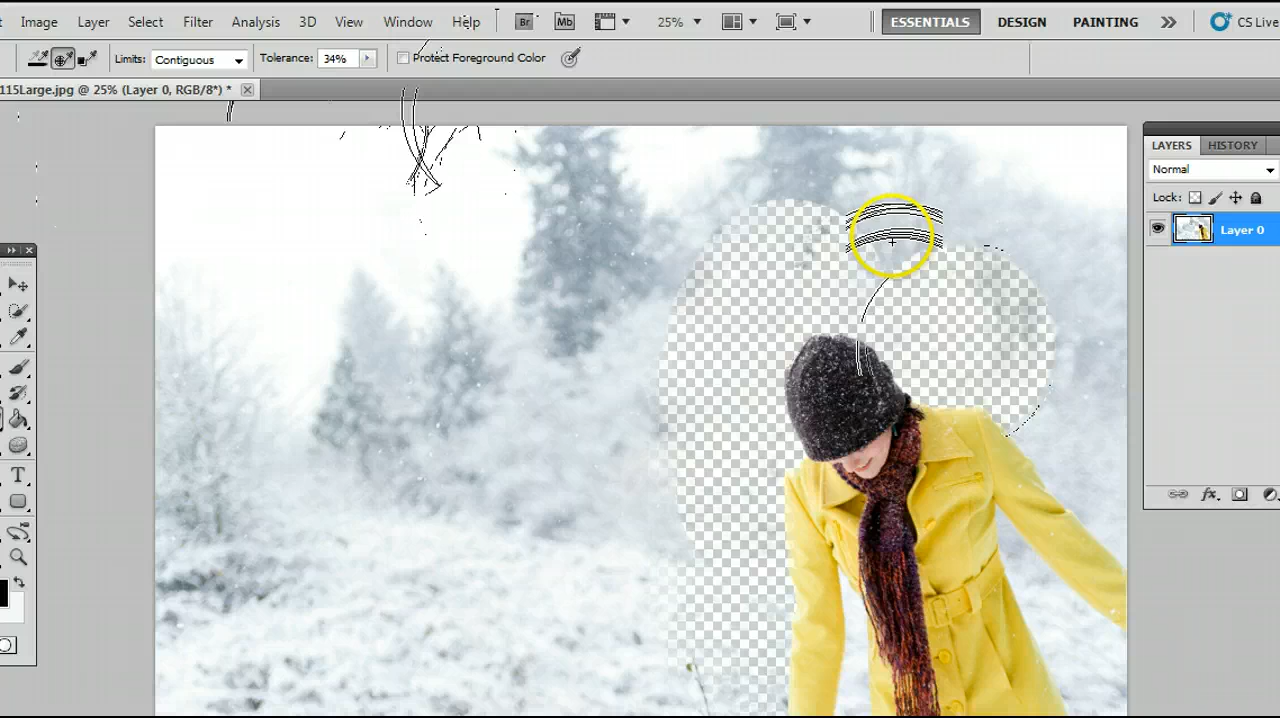 Image Layer Select Filter Analysis 3D View Window Help Br Mb 25% ESSENTIALS DESIGN PAINTING CS Live
Limits: Contiguous Tolerance: 34% Protect Foreground Color
115Large.jpg @ 25% (Layer 0, RGB/8*) *
LAYERS HISTORY
Normal
Lock:
Layer 0
T
fx